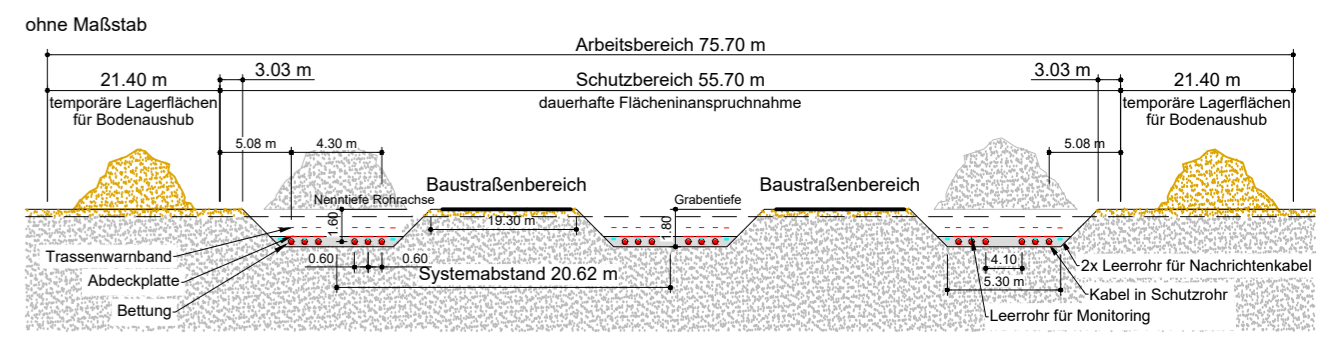 ohne Maßstab
Arbeitsbereich 75.70 m
21.40 m
3.03 m
Schutzbereich 55.70 m
3.03 m
21.40 m
temporäre Lagerflächen
für Bodenaushub
dauerhafte Flächeninanspruchnahme
temporäre Lagerflächen
für Bodenaushub
5.08 m
4.30 m
5.08 m
Baustraßenbereich
Baustraßenbereich
Nenntiefe Rohrachse
Grabentiefe
1.60
19.30 m
1.80
Trassenwarnband
Abdeckplatte
Bettung
0.60
0.60
Systemabstand 20.62 m
4.10
5.30 m
2x Leerrohr für Nachrichtenkabel
Kabel in Schutzrohr
Leerrohr für Monitoring